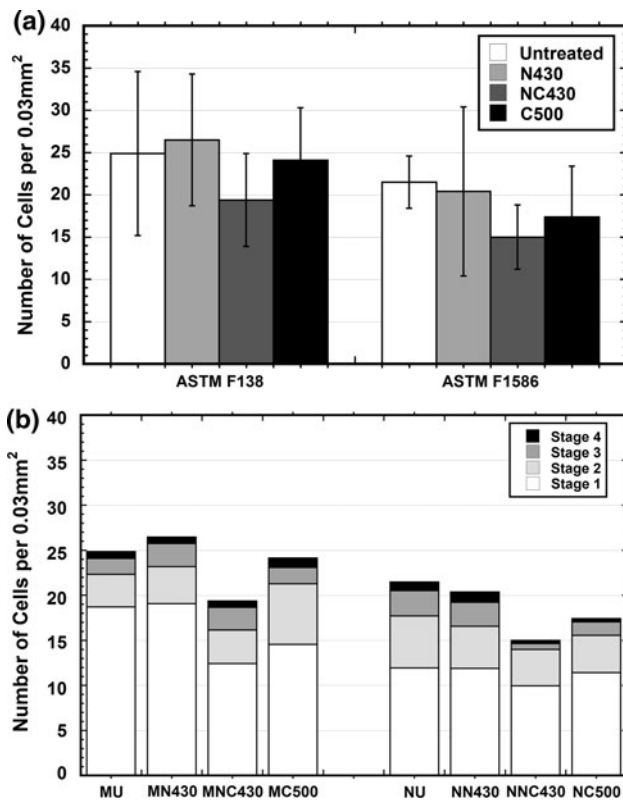 (a)
40
35
30
25
20
15
10
5
0
Number of Cells per 0.03mm²
Untreated
N430
NC430
C500
ASTM F138 ASTM F1586
(b)
40
35
30
25
20
15
10
5
0
Number of Cells per 0.03mm²
Stage 4
Stage 3
Stage 2
Stage 1
MU MN430 MNC430 MC500 NU NN430 NNC430 NC500